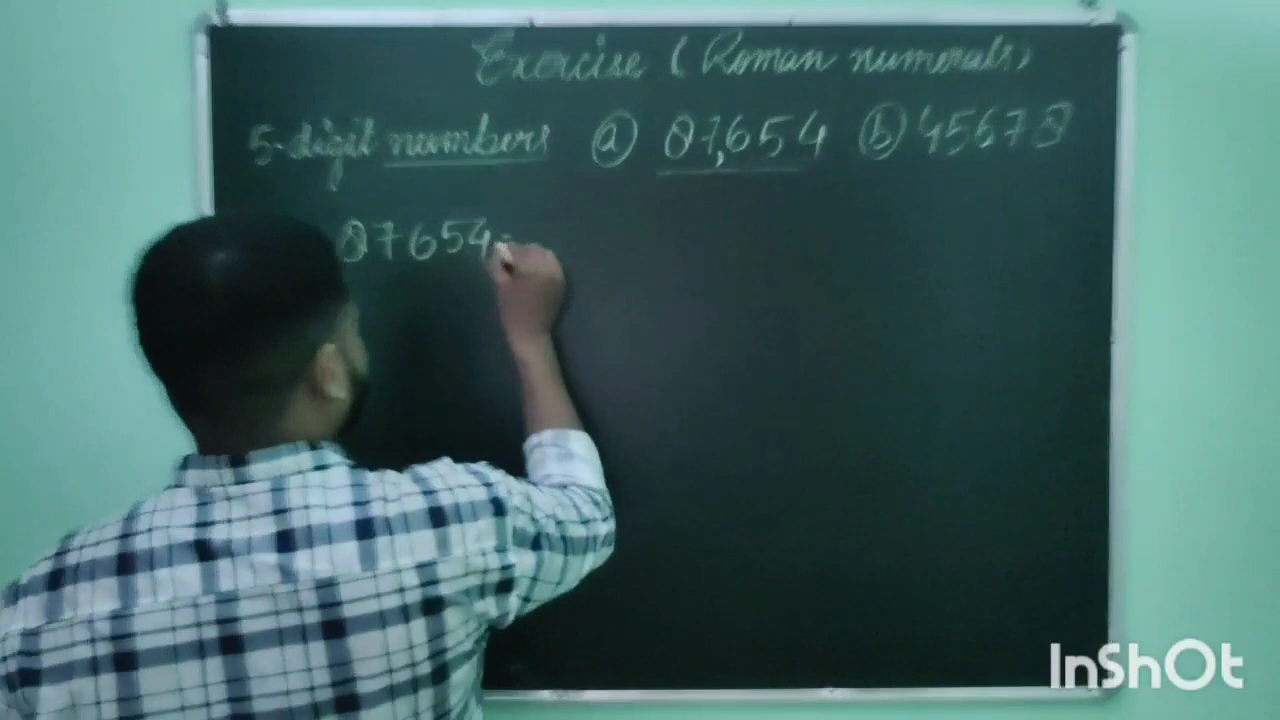 Exercise (Roman numerals)
5-digit numbers (a) 87,654 (b) 45678
87654=
InShOt